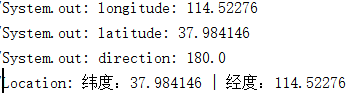 System.out: longitude: 114.52276
System.out: latitude: 37.984146
System.out: direction: 180.0
Location: 纬度：37.984146 | 经度：114.52276